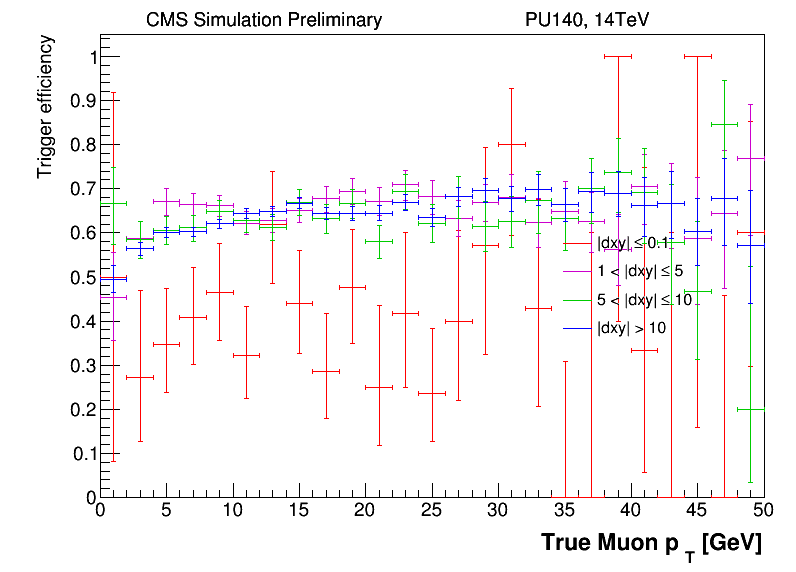 CMS Simulation Preliminary PU140, 14TeV
Trigger efficiency
1
0.9
0.8
0.7
0.6
0.5
0.4
0.3
0.2
0.1
0
|dxy| ≤ 0.1
1 < |dxy| ≤ 5
5 < |dxy| ≤ 10
|dxy| > 10
0 5 10 15 20 25 30 35 40 45 50
True Muon p T [GeV]